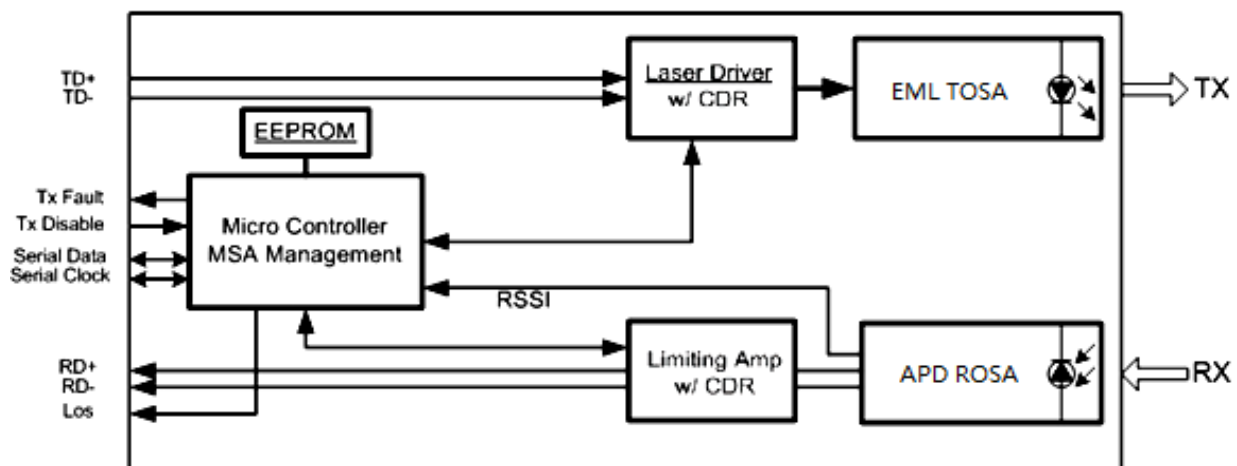 TD+
TD-
Laser Driver
w/ CDR
EML TOSA
TX
EEPROM
Tx Fault
Tx Disable
Serial Data
Serial Clock
Micro Controller
MSA Management
RSSI
RD+
RD-
Los
Limiting Amp
w/ CDR
APD ROSA
RX